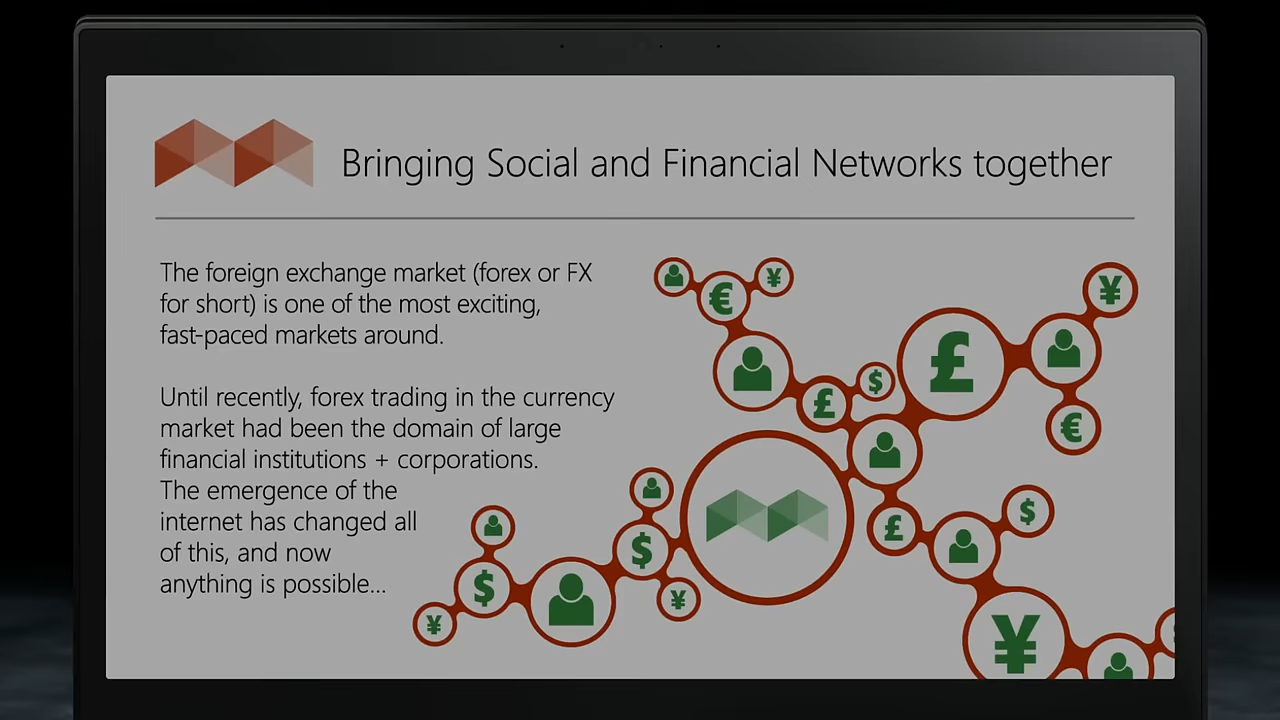 Bringing Social and Financial Networks together
The foreign exchange market (forex or FX
for short) is one of the most exciting,
fast-paced markets around.
Until recently, forex trading in the currency
market had been the domain of large
financial institutions + corporations.
The emergence of the
internet has changed all
of this, and now
anything is possible...